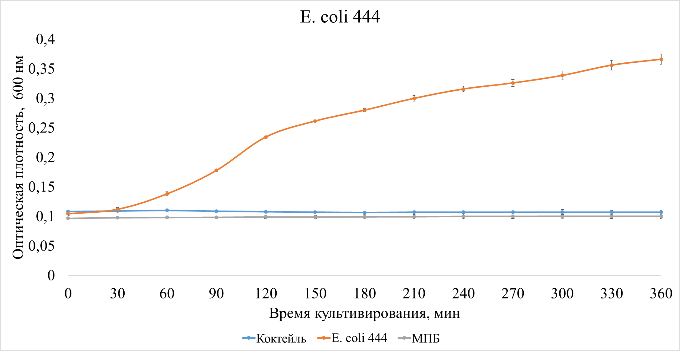 E. coli 444
Оптическая плотность, 600 нм
0,4
0,35
0,3
0,25
0,2
0,15
0,1
0,05
0
0 30 60 90 120 150 180 210 240 270 300 330 360
Время культивирования, мин
Коктейль E. coli 444 МПБ